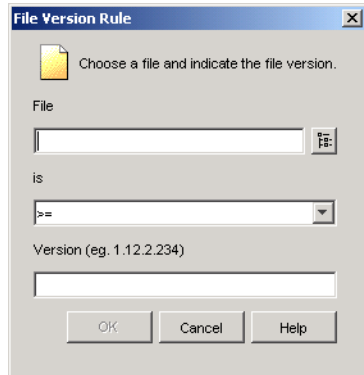 File Version Rule
Choose a file and indicate the file version.
File
is
>=
Version (eg. 1.12.2.234)
OK Cancel Help